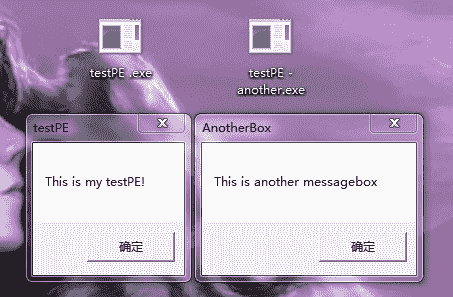 testPE .exe
testPE -
another.exe
testPE
AnotherBox
This is my testPE!
This is another messagebox
确定
确定